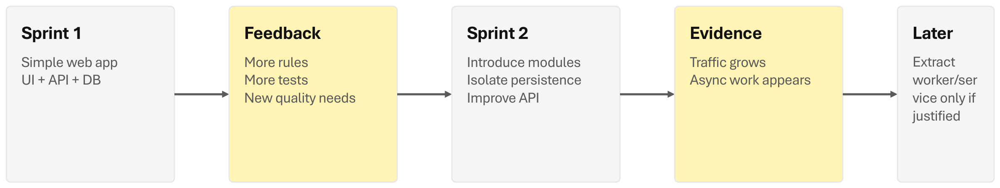 Sprint 1
Simple web app
UI + API + DB
Feedback
More rules
More tests
New quality needs
Sprint 2
Introduce modules
Isolate persistence
Improve API
Evidence
Traffic grows
Async work appears
Later
Extract
worker/ser
vice only if
justified